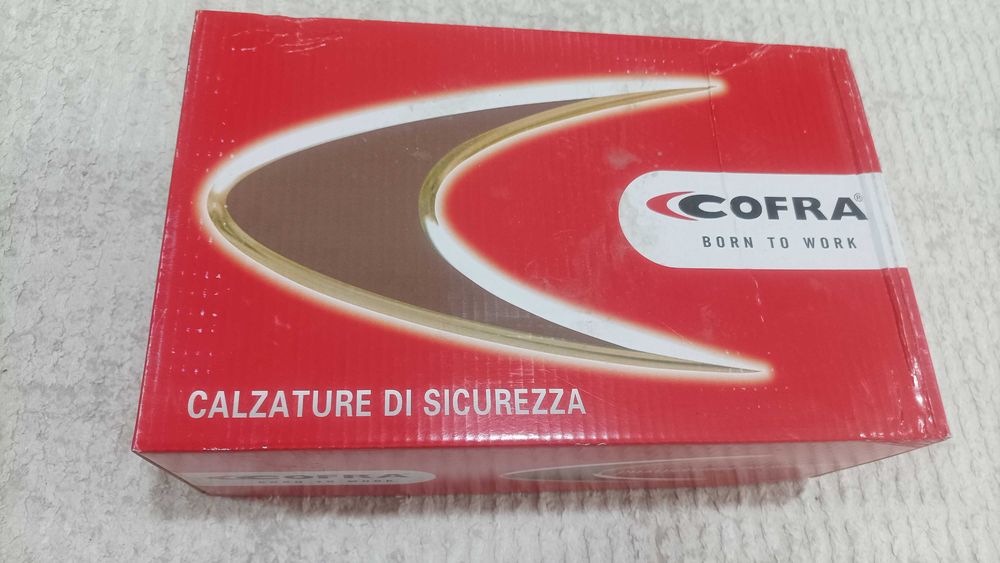 COFRA®
BORN TO WORK
CALZATURE DI SICUREZZA
COFRA
BORN TO WORK